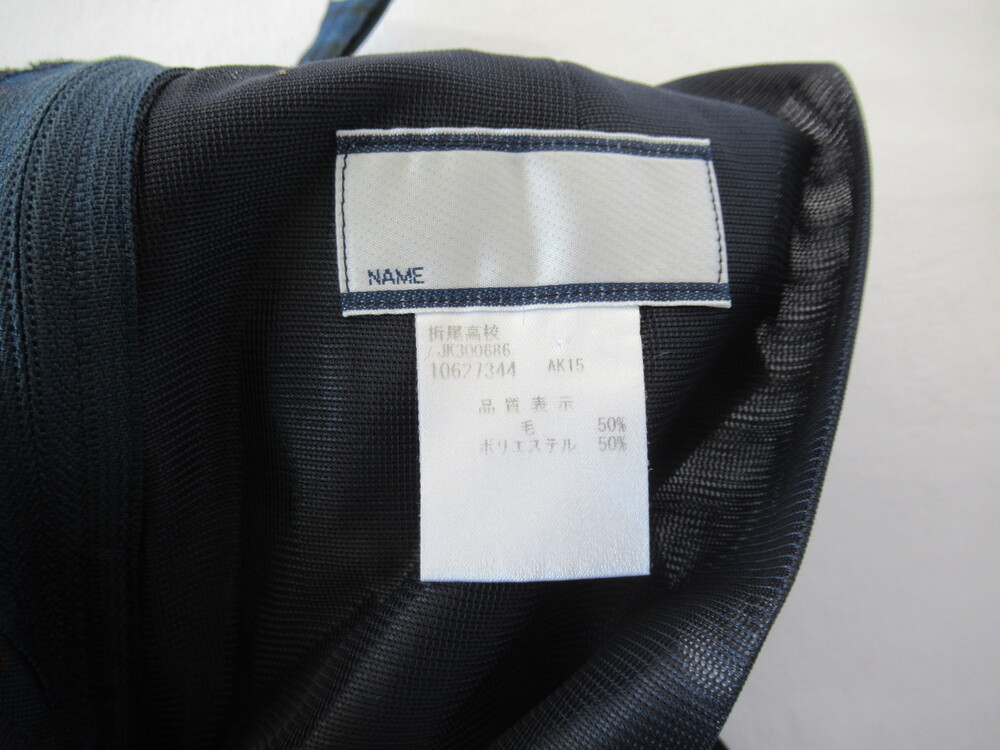 NAME
折尾高校
/JK300686
10627344 AK15
品質表示
毛 50%
ポリエステル 50%